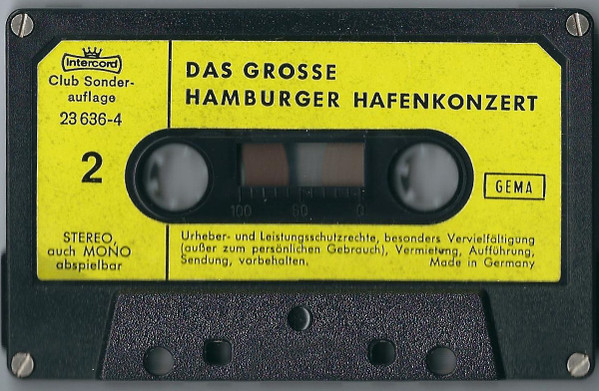 Intercord
Club Sonder-
auflage
23 636-4
2
STEREO,
auch MONO
abspielbar
DAS GROSSE
HAMBURGER HAFENKONZERT
100 50 0
GEMA
Urheber- und Leistungsschutzrechte, besonders Vervielfältigung
(außer zum persönlichen Gebrauch), Vermietung, Aufführung,
Sendung, vorbehalten. Made in Germany